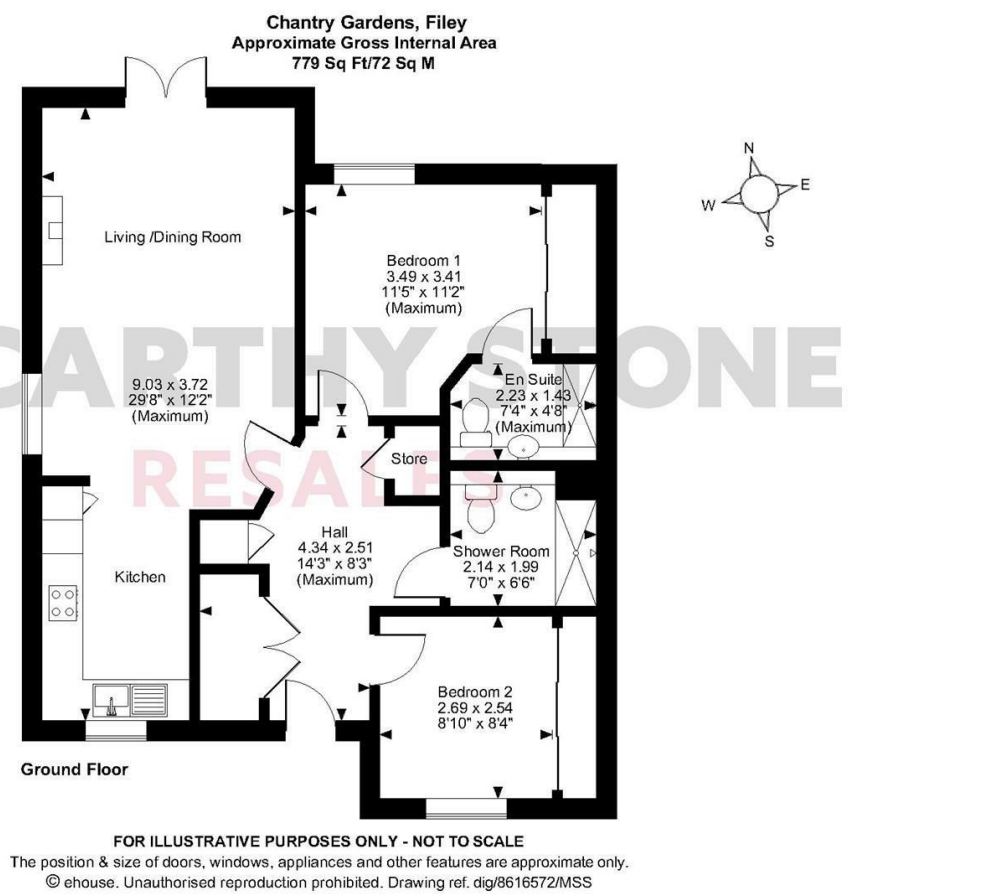 Chantry Gardens, Filey
Approximate Gross Internal Area
779 Sq Ft/72 Sq M
N
W
E
S
Living /Dining Room
Bedroom 1
3.49 x 3.41
11'5" x 11'2"
(Maximum)
CARTHY STONE
RESALES
9.03 x 3.72
29'8" x 12'2"
(Maximum)
En Suite
2.23 x 1.43
7'4" x 4'8"
(Maximum)
Store
Hall
4.34 x 2.51
14'3" x 8'3"
(Maximum)
Shower Room
2.14 x 1.99
7'0" x 6'6"
Kitchen
Bedroom 2
2.69 x 2.54
8'10" x 8'4"
Ground Floor
FOR ILLUSTRATIVE PURPOSES ONLY - NOT TO SCALE
The position & size of doors, windows, appliances and other features are approximate only.
© ehouse. Unauthorised reproduction prohibited. Drawing ref. dig/8616572/MSS